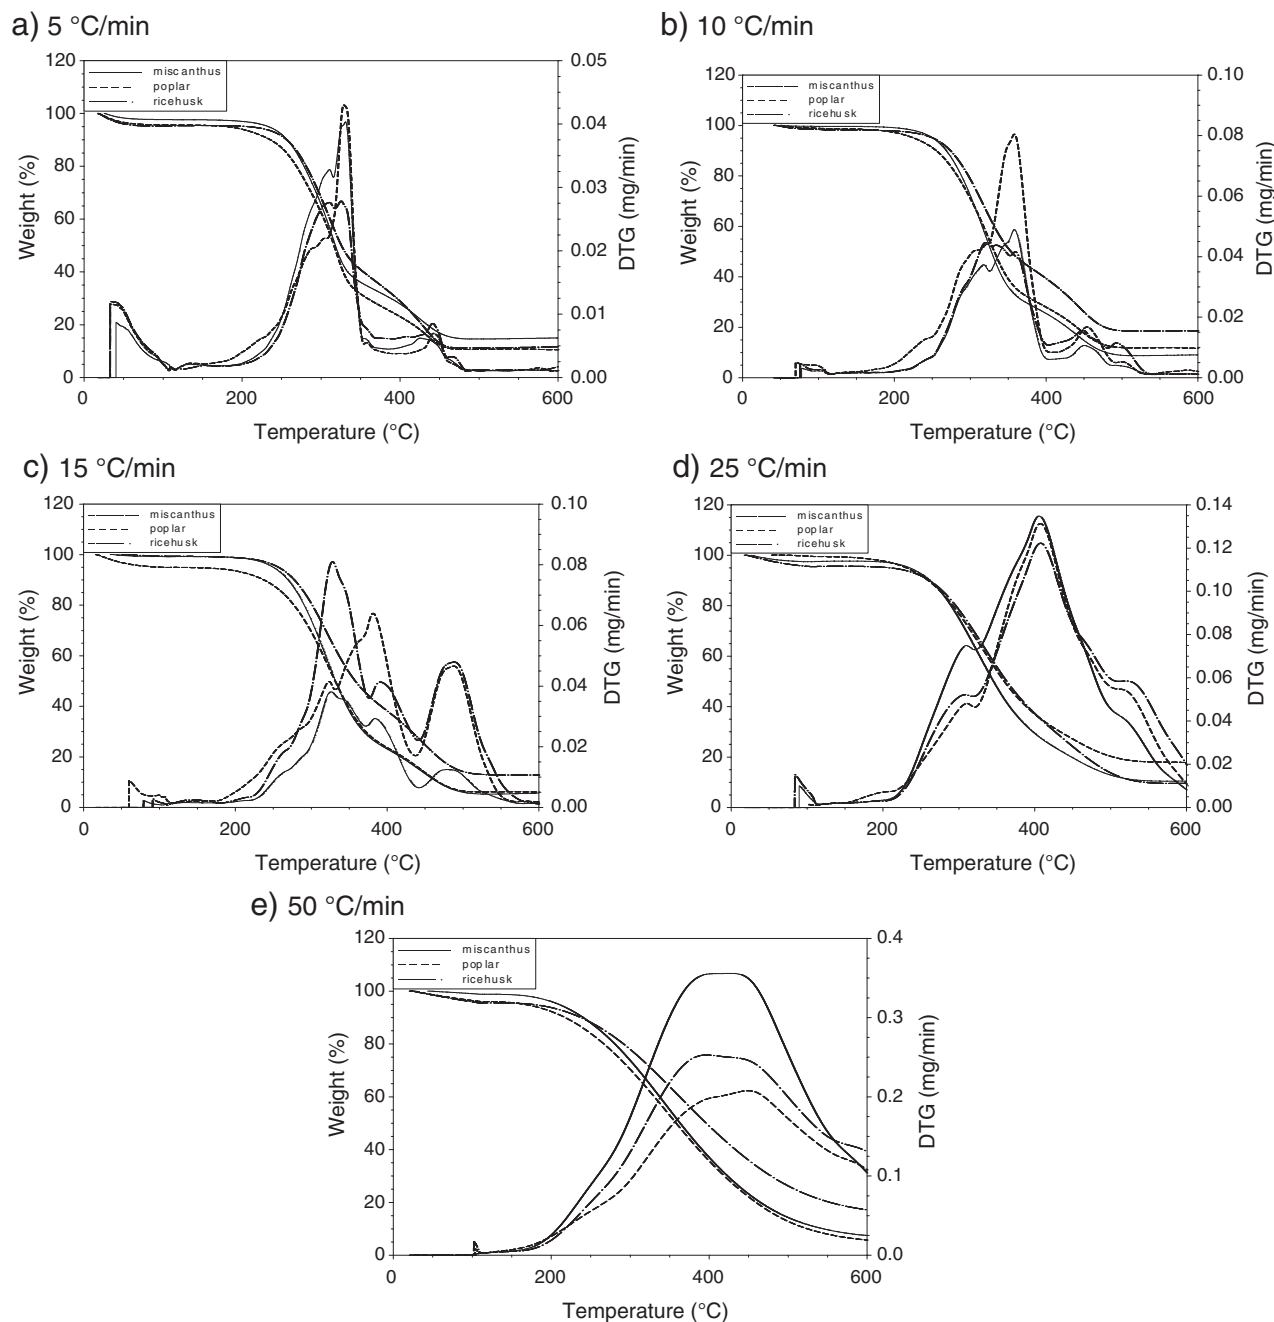 a) 5 °C/min
120
100
80
60
40
20
0
Weight (%)
miscanthus
poplar
ricehusk
0.05
0.04
0.03
0.02
0.01
0.00
DTG (mg/min)
0 200 400 600
Temperature (°C)
b) 10 °C/min
120
100
80
60
40
20
0
Weight (%)
miscanthus
poplar
ricehusk
0.10
0.08
0.06
0.04
0.02
0.00
DTG (mg/min)
0 200 400 600
Temperature (°C)
c) 15 °C/min
120
100
80
60
40
20
0
Weight (%)
miscanthus
poplar
ricehusk
0.10
0.08
0.06
0.04
0.02
0.00
DTG (mg/min)
0 200 400 600
Temperature (°C)
d) 25 °C/min
120
100
80
60
40
20
0
Weight (%)
miscanthus
poplar
ricehusk
0.14
0.12
0.10
0.08
0.06
0.04
0.02
0.00
DTG (mg/min)
0 200 400 600
Temperature (°C)
e) 50 °C/min
120
100
80
60
40
20
0
Weight (%)
miscanthus
poplar
ricehusk
0.4
0.3
0.2
0.1
0.0
DTG (mg/min)
0 200 400 600
Temperature (°C)